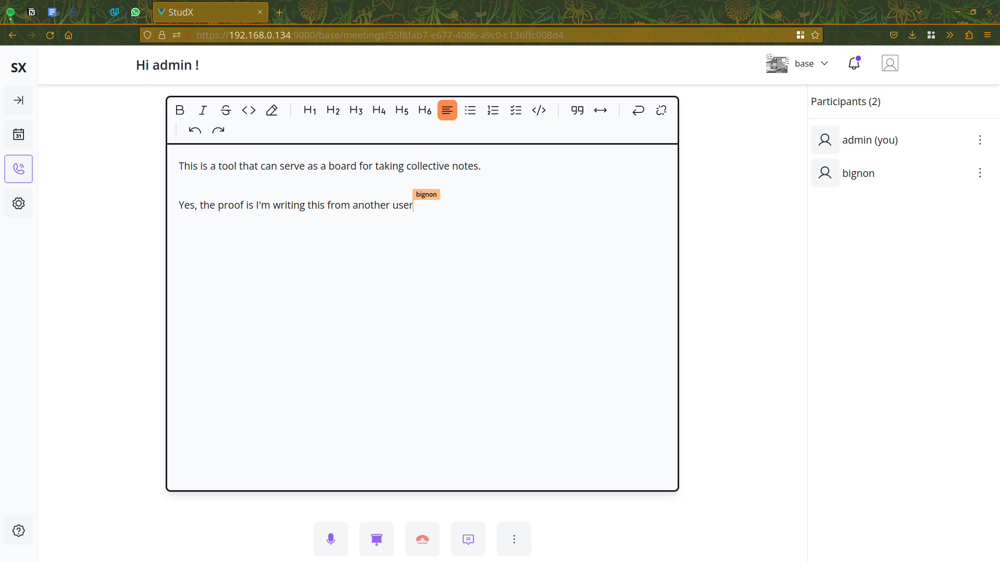 StudX
https://192.168.0.134:9000/base/meetings/55f6fab7-e677-4006-a9c0-c136ffc008d4
SX
Hi admin !
base
H1 H2 H3 H4 H5 H6
Participants (2)
admin (you)
31
This is a tool that can serve as a board for taking collective notes.
bignon
bignon
Yes, the proof is I'm writing this from another user